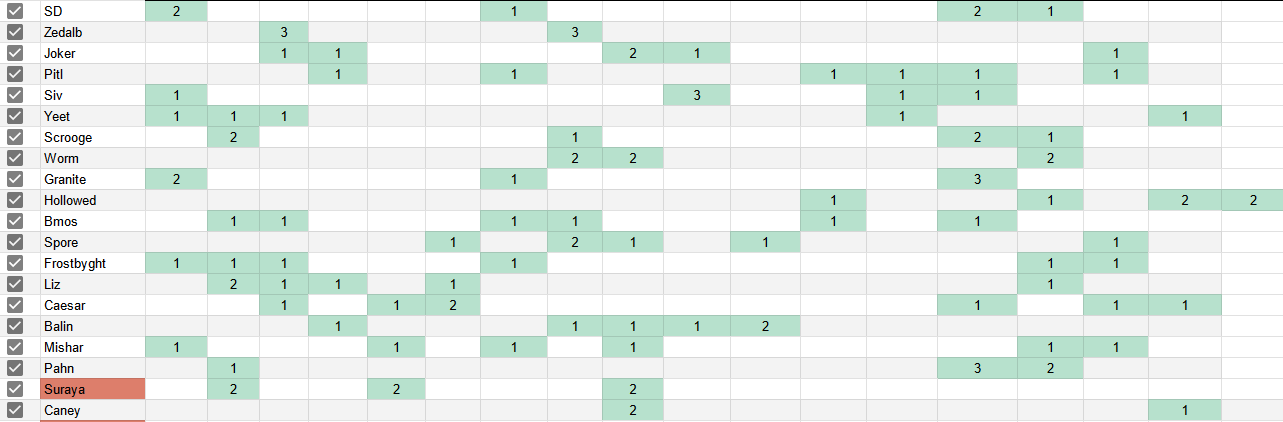 SD 2 1 2 1
Zedalb 3 3
Joker 1 1 2 1 1
Pitl 1 1 1 1 1 1
Siv 1 3 1 1
Yeet 1 1 1 1 1
Scrooge 2 1 2 1
Worm 2 2 2
Granite 2 1 3
Hollowed 1 1 2 2
Bmos 1 1 1 1 1 1
Spore 1 2 1 1 1
Frostbyght 1 1 1 1 1 1
Liz 2 1 1 1 1
Caesar 1 1 2 1 1 1
Balin 1 1 1 1 2
Mishar 1 1 1 1 1 1
Pahn 1 3 2
Suraya 2 2 2
Caney 2 1